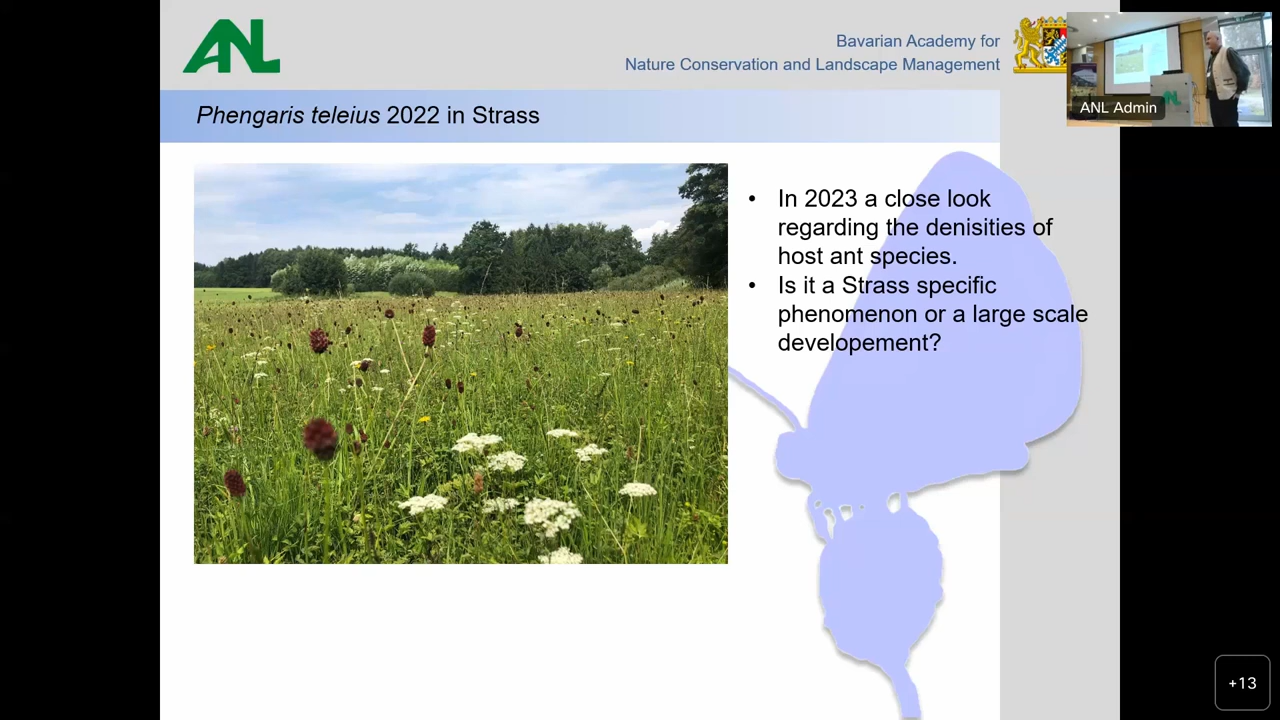 ANL
Bavarian Academy for
Nature Conservation and Landscape Management
ANL Admin
Phengaris teleius 2022 in Strass
• In 2023 a close look
regarding the denisities of
host ant species.
• Is it a Strass specific
phenomenon or a large scale
developement?
+13